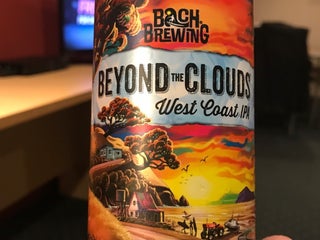 BACH
BREWING
BEYOND THE CLOUDS
West Coast IPA